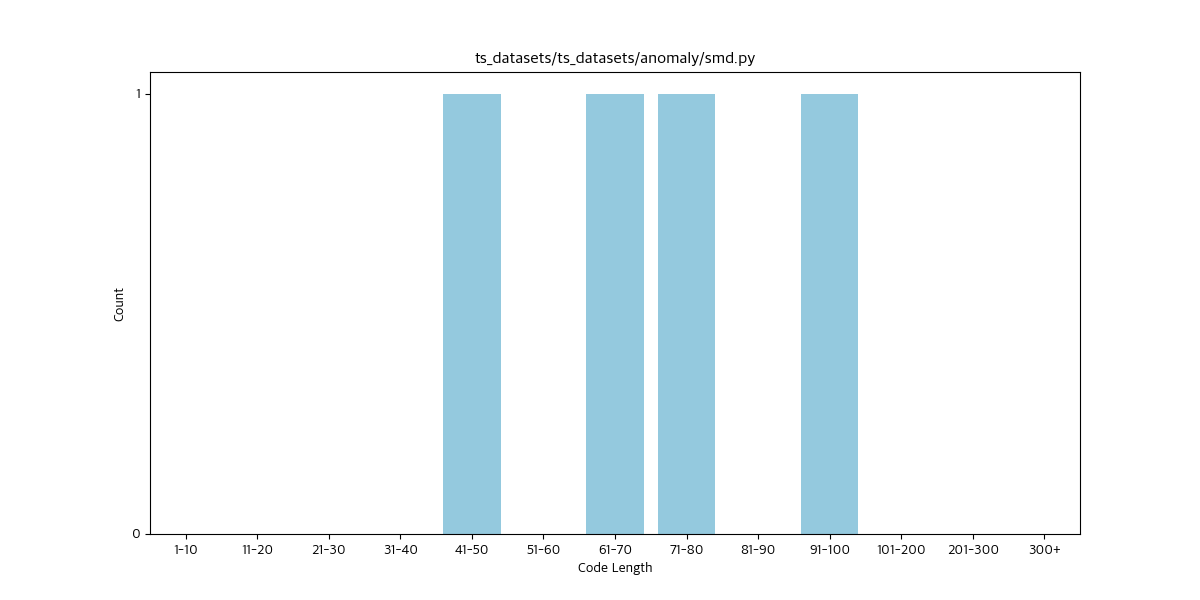 ts_datasets/ts_datasets/anomaly/smd.py
1
Count
0
1-10 11-20 21-30 31-40 41-50 51-60 61-70 71-80 81-90 91-100 101-200 201-300 300+
Code Length